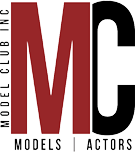 MODEL CLUB INC
MC
MODELS | ACTORS